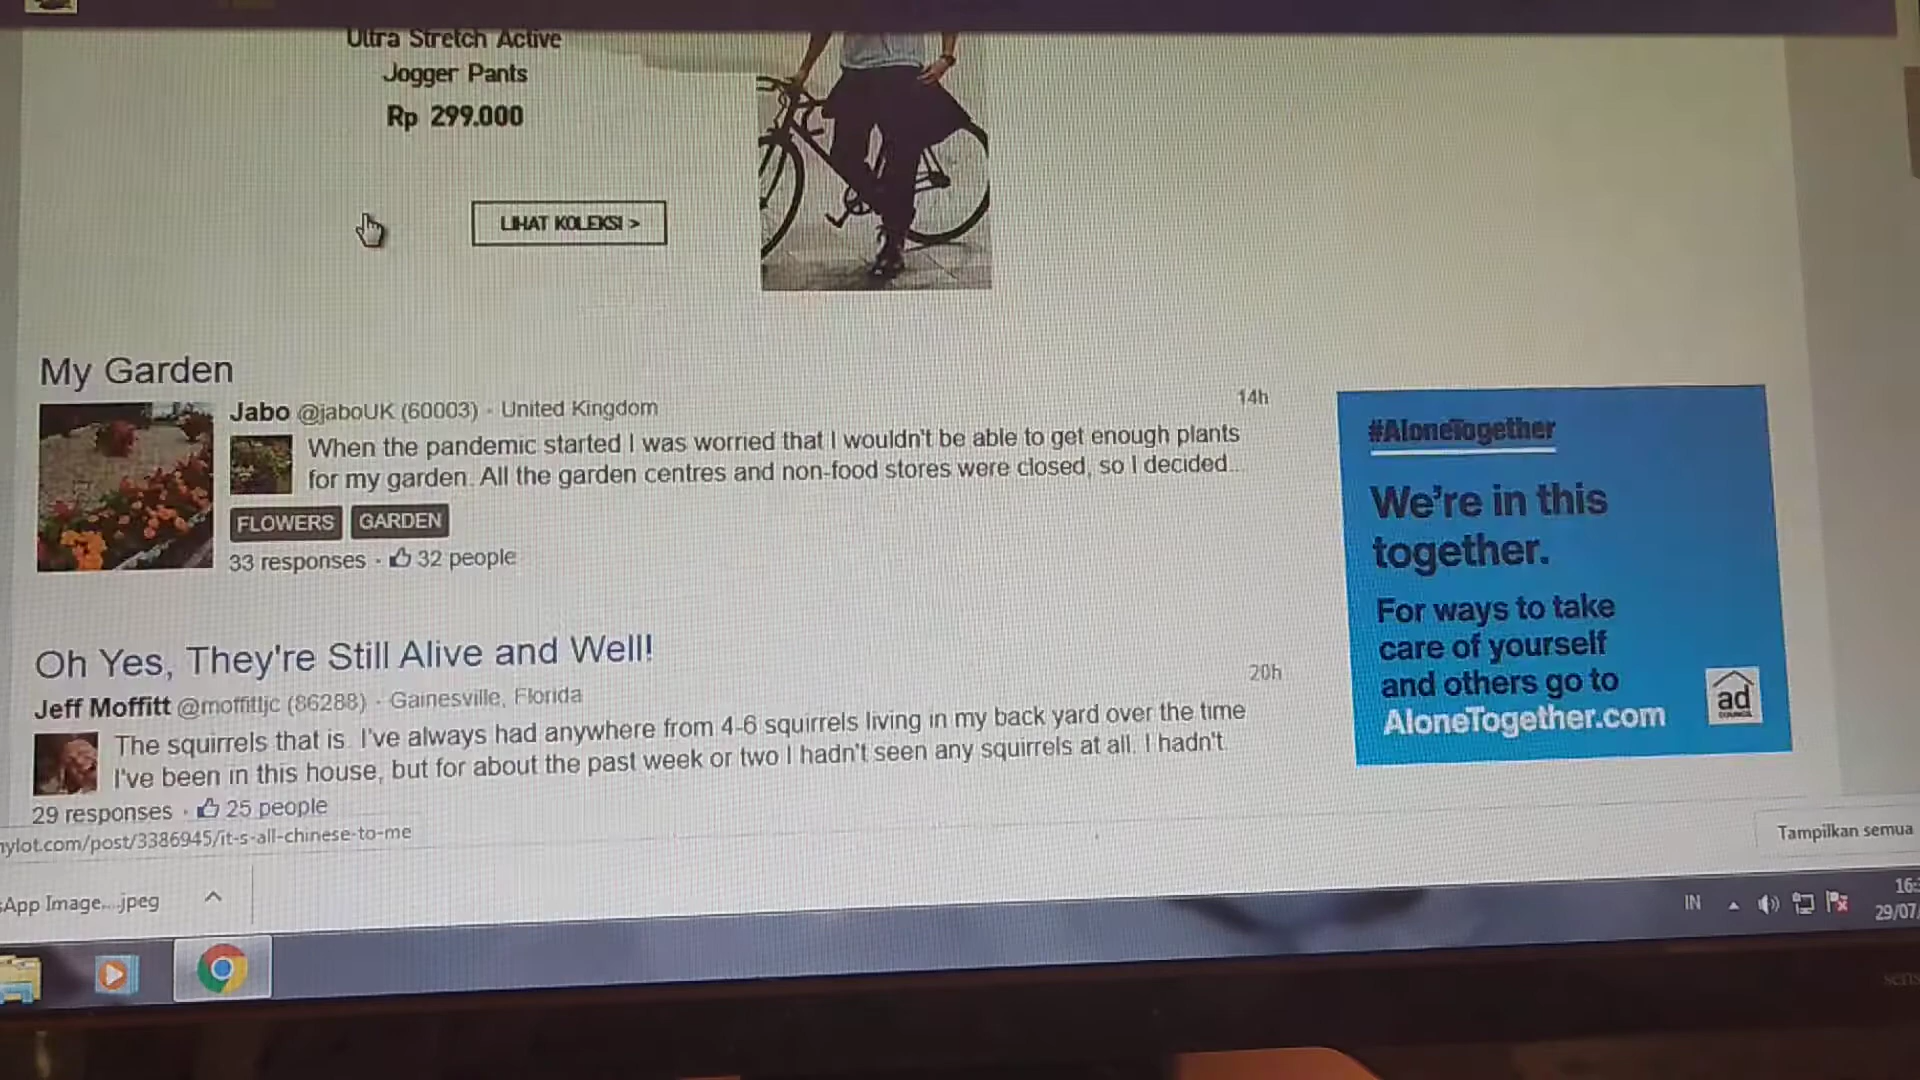 Ultra Stretch Active
Jogger Pants
Rp 299.000
LIHAT KOLEKSI >
My Garden
Jabo @jaboUK (60003) · United Kingdom
14h
When the pandemic started I was worried that I wouldn't be able to get enough plants
for my garden. All the garden centres and non-food stores were closed, so I decided...
FLOWERS GARDEN
33 responses · 32 people
#AloneTogether
We're in this
together.
For ways to take
care of yourself
and others go to
AloneTogether.com
ad
COUNCIL
Oh Yes, They're Still Alive and Well!
20h
Jeff Moffitt @moffittjc (86288) · Gainesville, Florida
The squirrels that is. I've always had anywhere from 4-6 squirrels living in my back yard over the time
I've been in this house, but for about the past week or two I hadn't seen any squirrels at all. I hadn't
29 responses · 25 people
ylot.com/post/3386945/it-s-all-chinese-to-me
Tampilkan semua
sApp Image....jpeg
IN
16:
29/07/